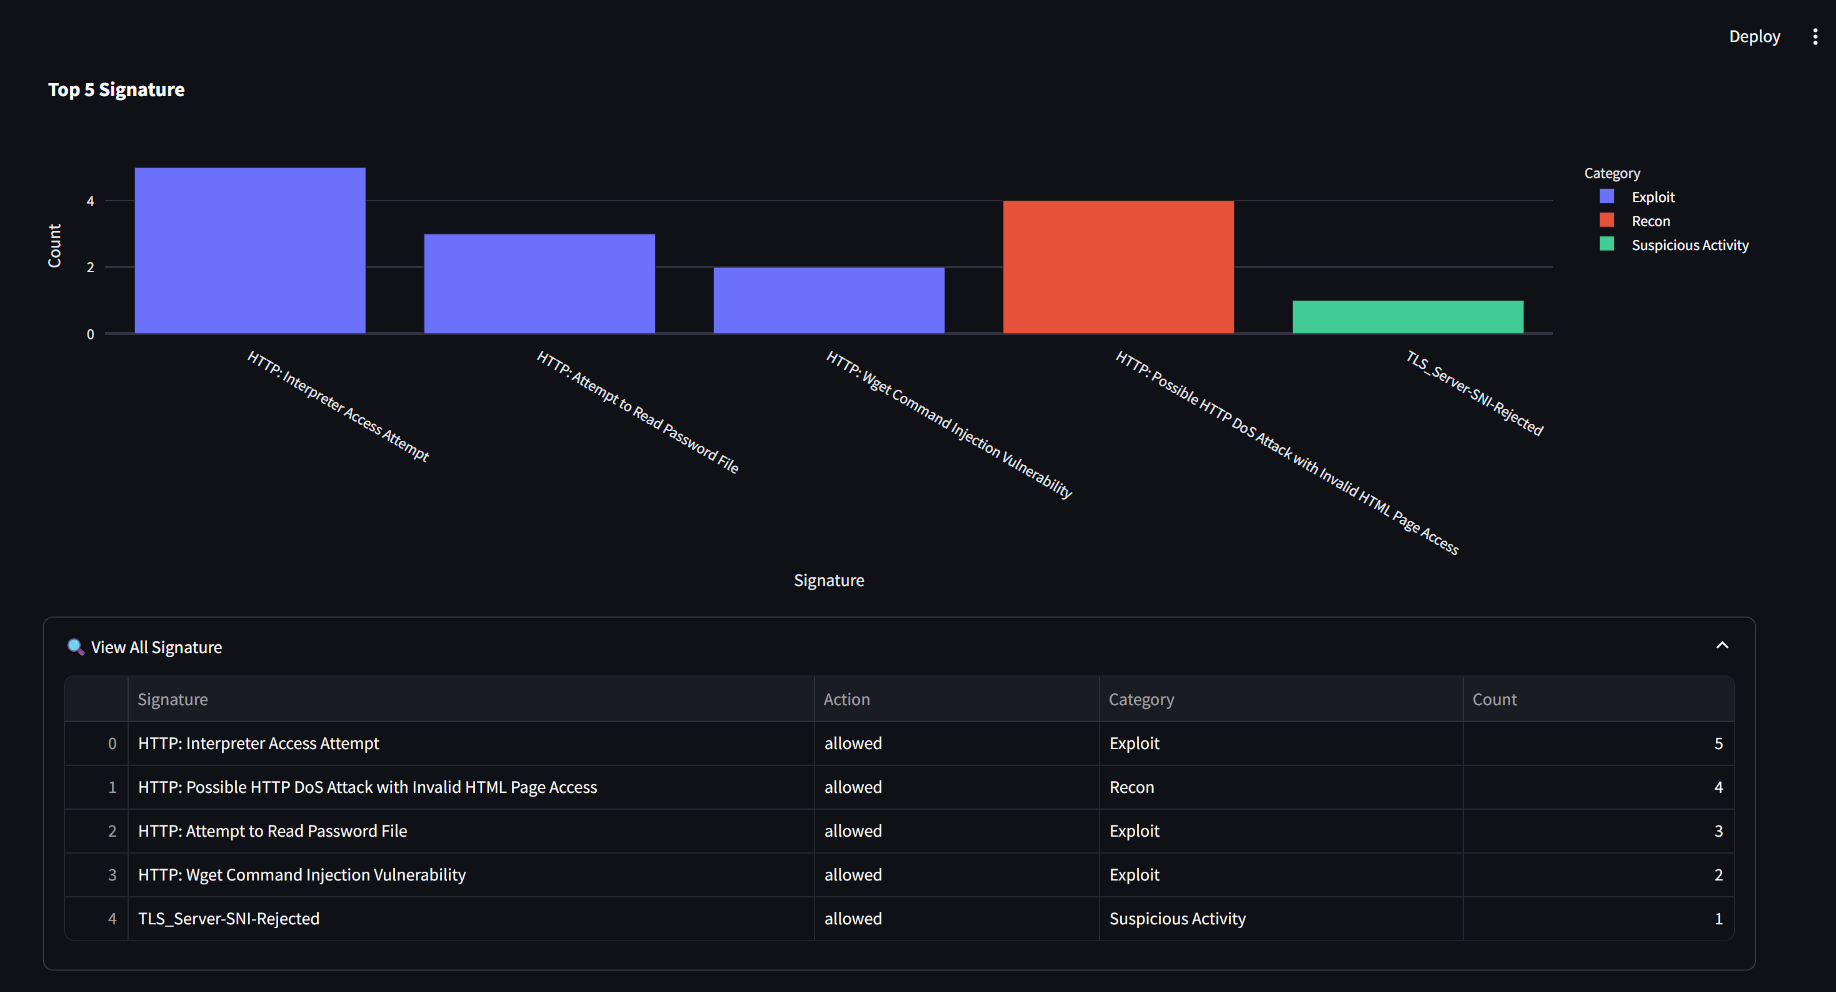 Deploy
Top 5 Signature
Count
4
2
0
HTTP: Interpreter Access Attempt
HTTP: Attempt to Read Password File
HTTP: Wget Command Injection Vulnerability
HTTP: Possible HTTP DoS Attack with Invalid HTML Page Access
TLS_Server-SNI-Rejected
Signature
Category
Exploit
Recon
Suspicious Activity
View All Signature
Signature Action Category Count
0 HTTP: Interpreter Access Attempt allowed Exploit 5
1 HTTP: Possible HTTP DoS Attack with Invalid HTML Page Access allowed Recon 4
2 HTTP: Attempt to Read Password File allowed Exploit 3
3 HTTP: Wget Command Injection Vulnerability allowed Exploit 2
4 TLS_Server-SNI-Rejected allowed Suspicious Activity 1